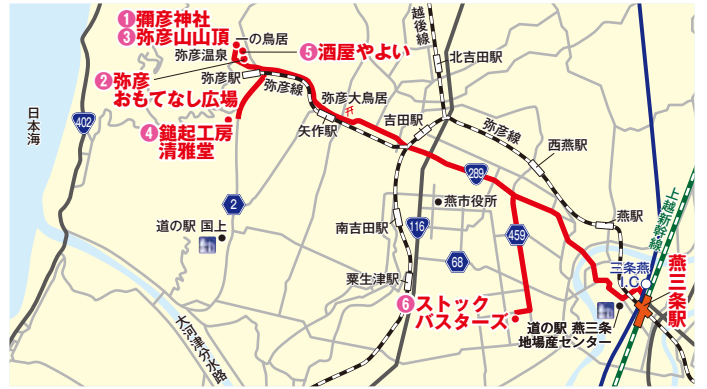 ❶彌彦神社
❸弥彦山山頂
一の鳥居
❺酒屋やよい
弥彦温泉
❷弥彦
おもてなし広場
弥彦駅
弥彦線
弥彦大鳥居
❹鎚起工房
清雅堂
矢作駅
吉田駅
越後線
北吉田駅
弥彦線
西燕駅
日本海
402
289
2
道の駅 国上
燕市役所
燕駅
上越新幹線
南吉田駅
116
459
68
粟生津駅
三条燕
I.C
燕三条駅
❻ストック
バスターズ
道の駅 燕三条
地場産センター
大河津分水路